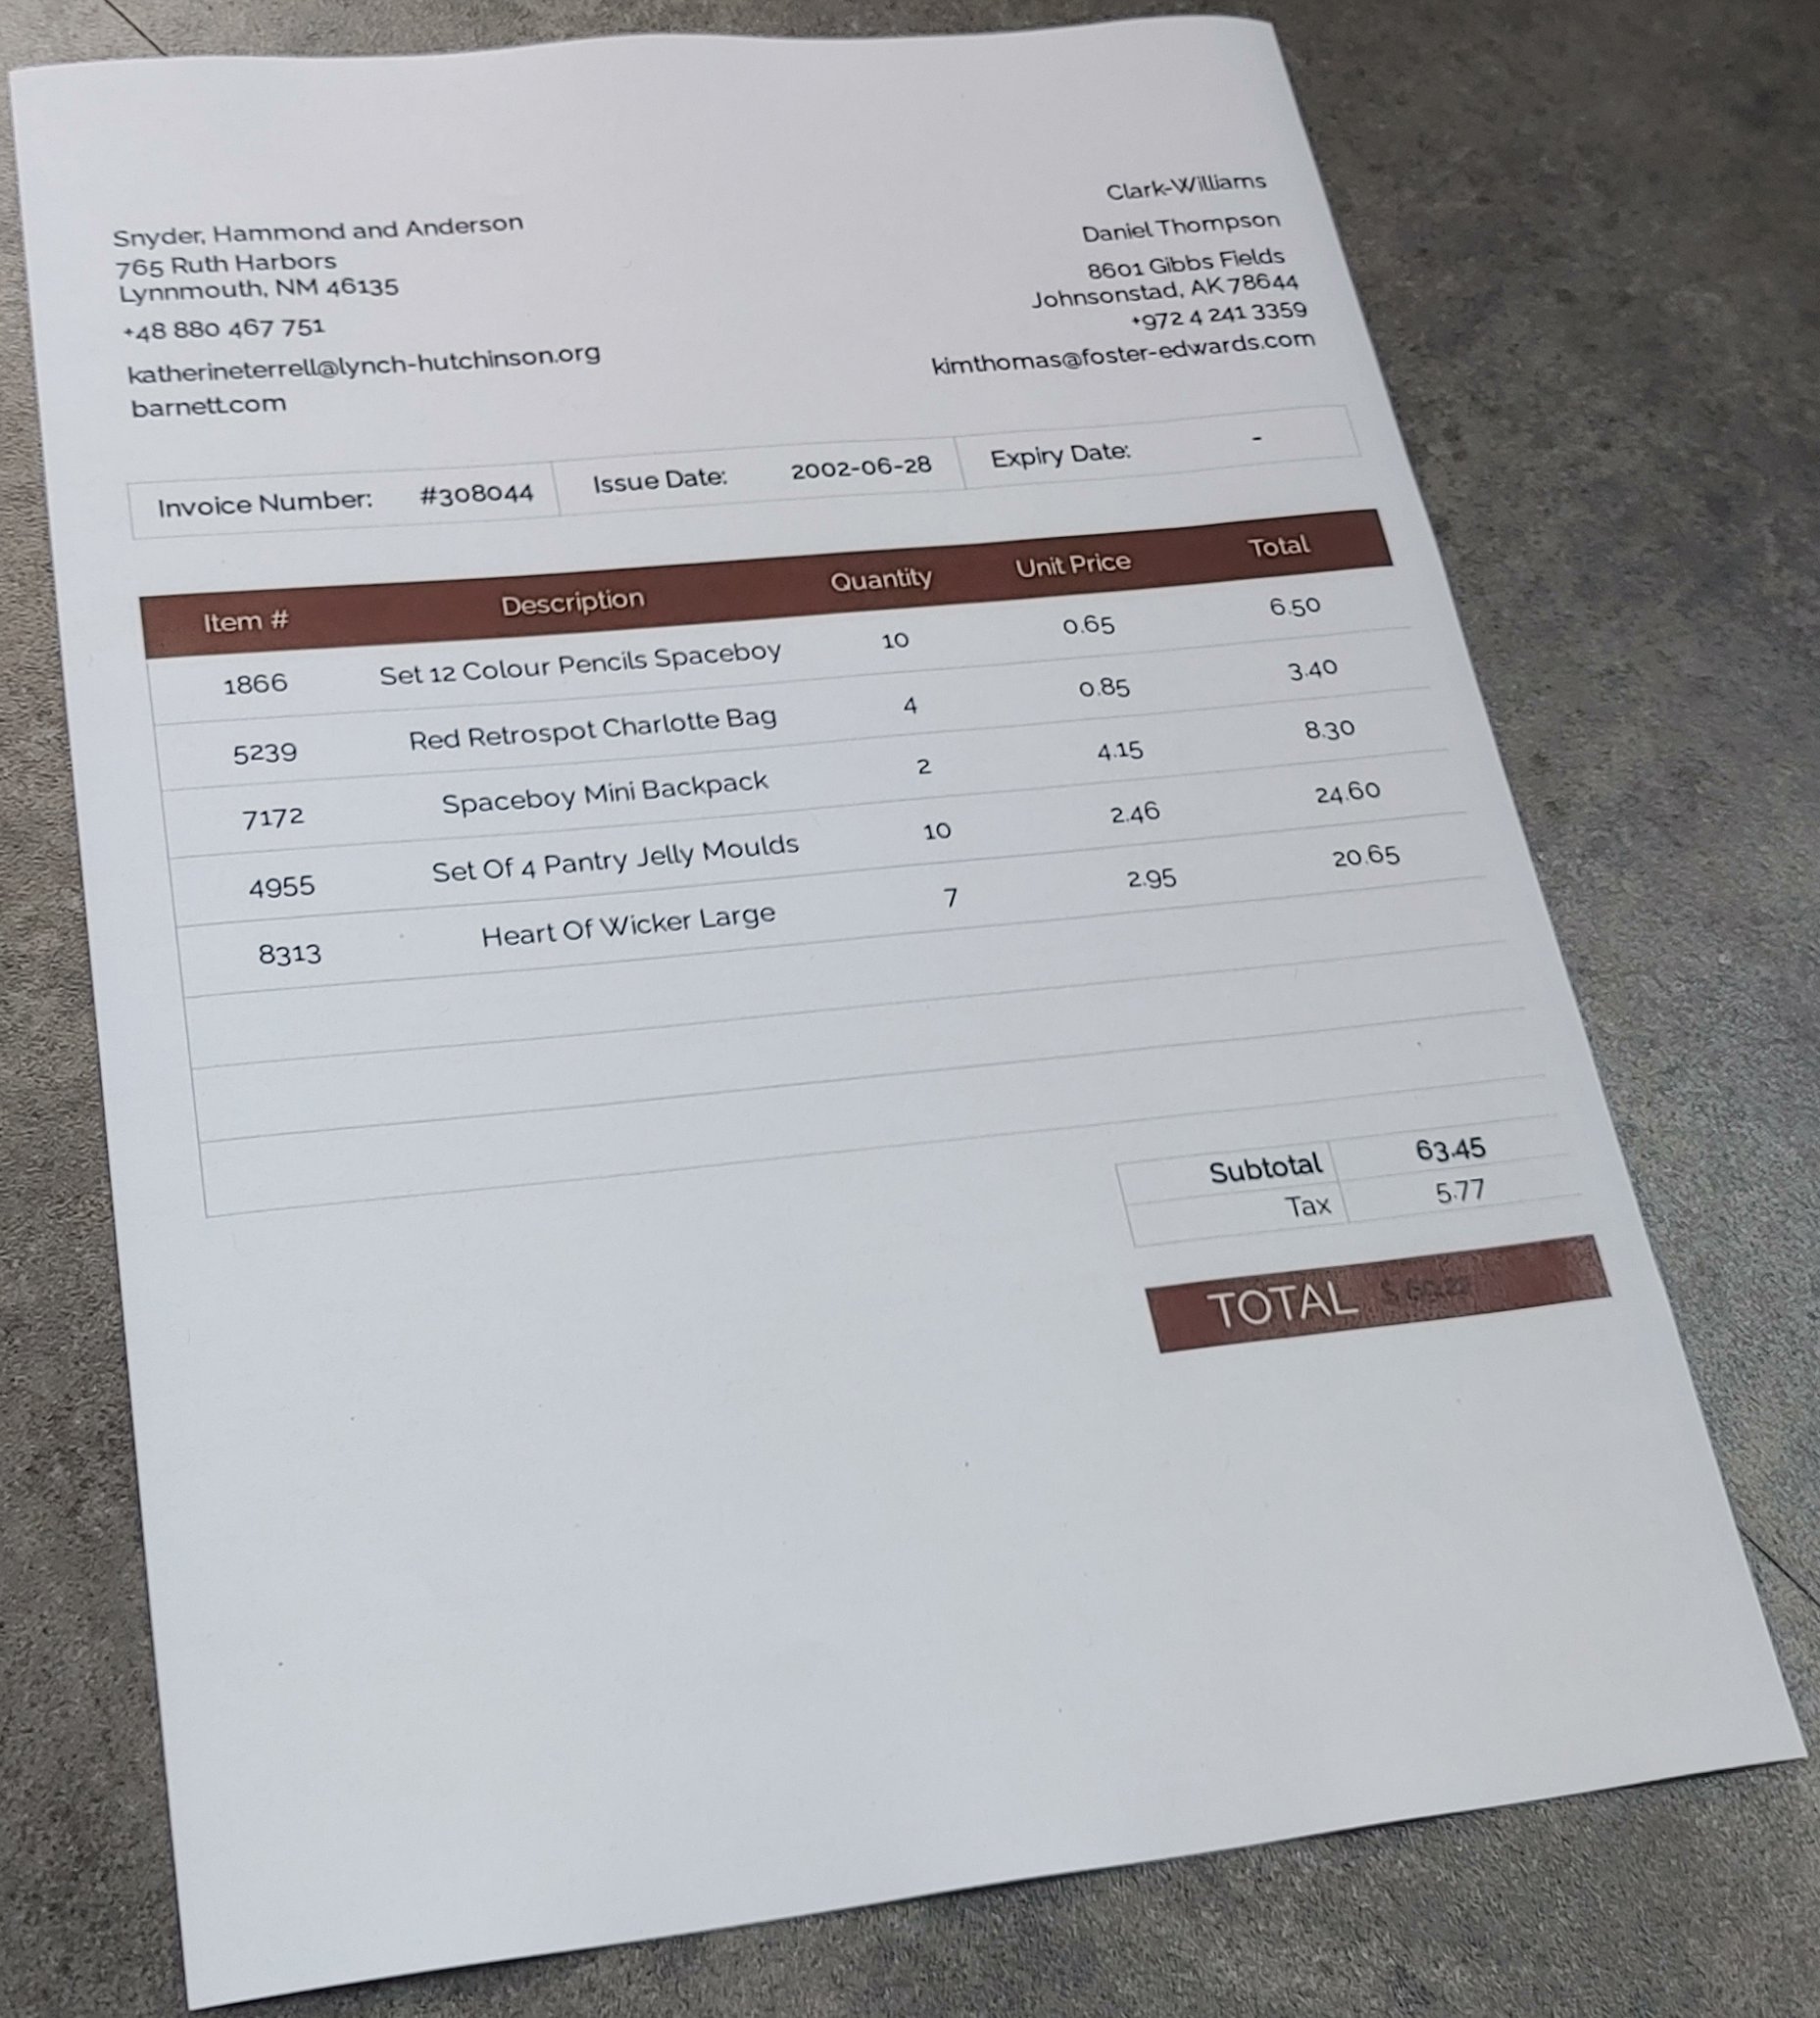 Snyder, Hammond and Anderson
765 Ruth Harbors
Lynnmouth, NM 46135
+48 880 467 751
katherineterrell@lynch-hutchinson.org
barnett.com
Clark-Williams
Daniel Thompson
8601 Gibbs Fields
Johnsonstad, AK 78644
+972 4 241 3359
kimthomas@foster-edwards.com
Invoice Number: #308044 Issue Date: 2002-06-28 Expiry Date: -
Item # Description Quantity Unit Price Total
1866 Set 12 Colour Pencils Spaceboy 10 0.65 6.50
5239 Red Retrospot Charlotte Bag 4 0.85 3.40
7172 Spaceboy Mini Backpack 2 4.15 8.30
4955 Set Of 4 Pantry Jelly Moulds 10 2.46 24.60
8313 Heart Of Wicker Large 7 2.95 20.65
Subtotal 63.45
Tax 5.77
TOTAL